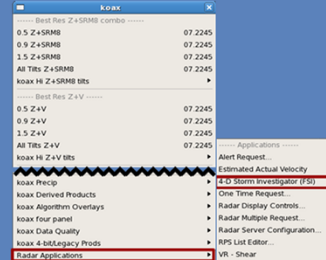 koax
------ Best Res Z+SRM8 combo ------
0.5 Z+SRM8 07.2245
0.9 Z+SRM8 07.2245
1.5 Z+SRM8 07.2245
All Tilts Z+SRM8 07.2245
koax Hi Z+SRM8 tilts
------ Best Res Z+V ------
0.5 Z+V 07.2245
0.9 Z+V 07.2245
1.5 Z+V 07.2245
All Tilts Z+V 07.2245
koax Hi Z+V tilts
koax Precip
koax Derived Products
koax Algorithm Overlays
koax four panel
koax Data Quality
koax 4-bit/Legacy Prods
Radar Applications
------ Applications ------
Alert Request...
Estimated Actual Velocity
4-D Storm Investigator (FSI)
One Time Request...
Radar Display Controls...
Radar Multiple Request...
Radar Server Configuration...
RPS List Editor...
VR - Shear